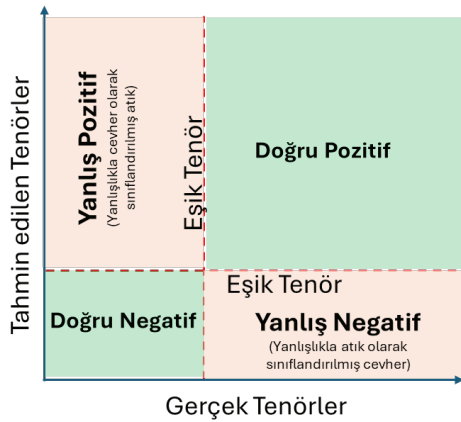 Tahmin edilen Tenörler
Yanlış Pozitif
(Yanlışlıkla cevher olarak
sınıflandırılmış atık)
Eşik Tenör
Doğru Pozitif
Eşik Tenör
Doğru Negatif
Yanlış Negatif
(Yanlışlıkla atık olarak
sınıflandırılmış cevher)
Gerçek Tenörler